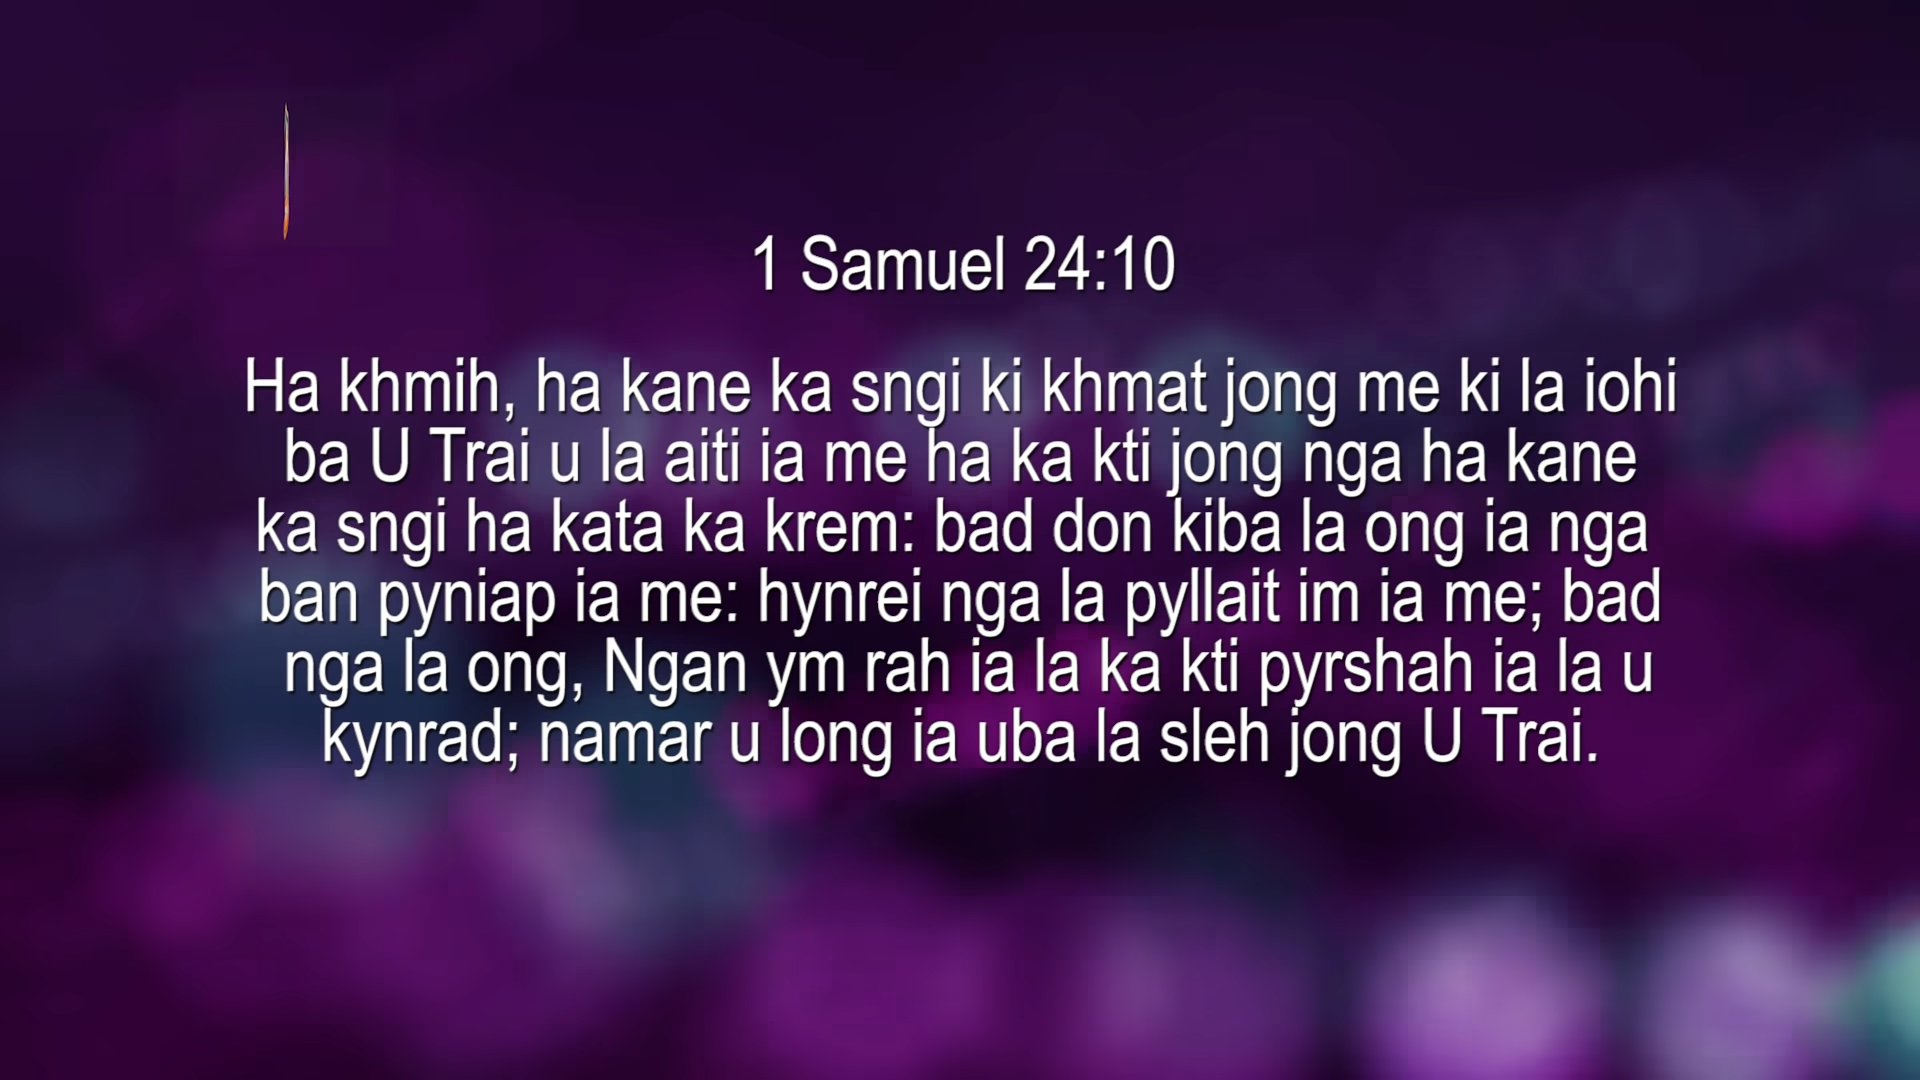 1 Samuel 24:10
Ha khmih, ha kane ka sngi ki khmat jong me ki la iohi
ba U Trai u la aiti ia me ha ka kti jong nga ha kane
ka sngi ha kata ka krem: bad don kiba la ong ia nga
ban pyniap ia me: hynrei nga la pyllait im ia me; bad
nga la ong, Ngan ym rah ia la ka kti pyrshah ia la u
kynrad; namar u long ia uba la sleh jong U Trai.